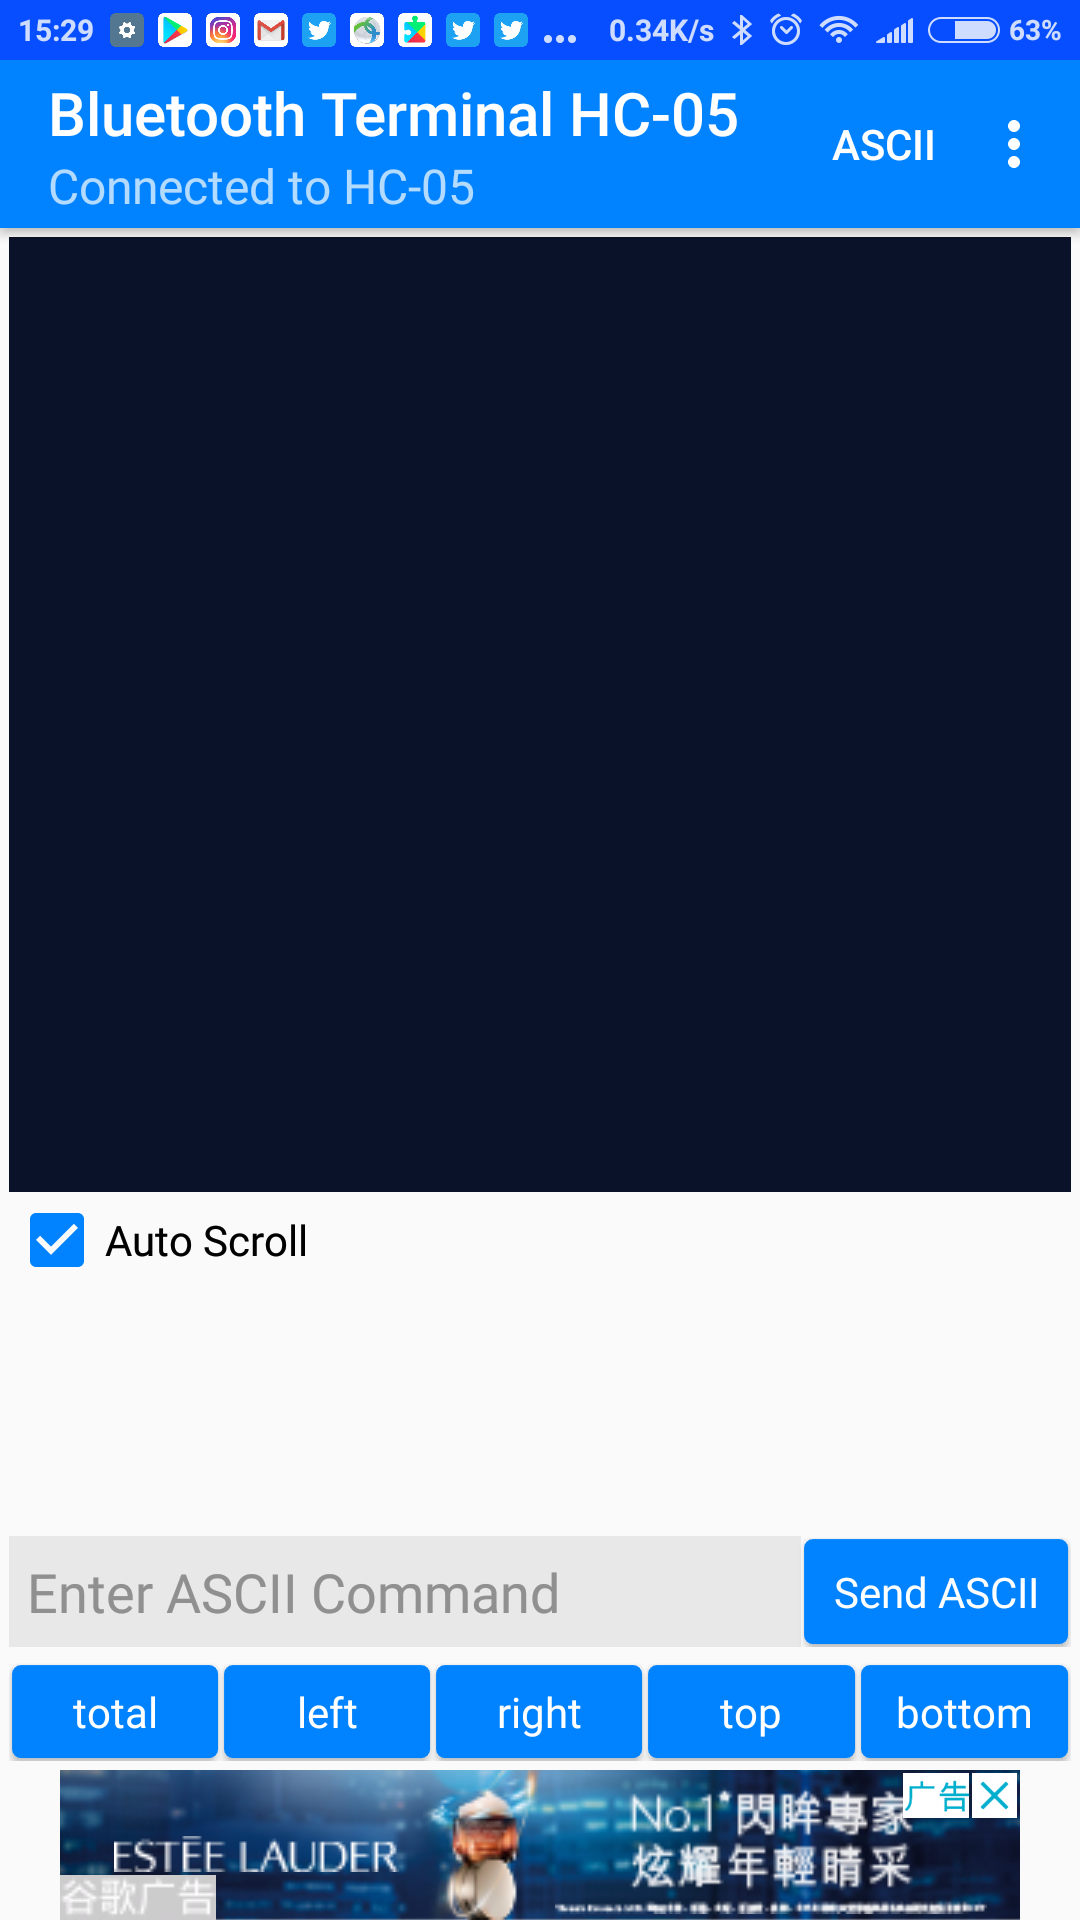 15:29 ... 0.34K/s 63%
Bluetooth Terminal HC-05
Connected to HC-05
ASCII
Auto Scroll
Enter ASCII Command
Send ASCII
total left right top bottom
ESTĒE LAUDER
No.1*閃眸專家
炫耀年輕睛采
广告
谷歌广告